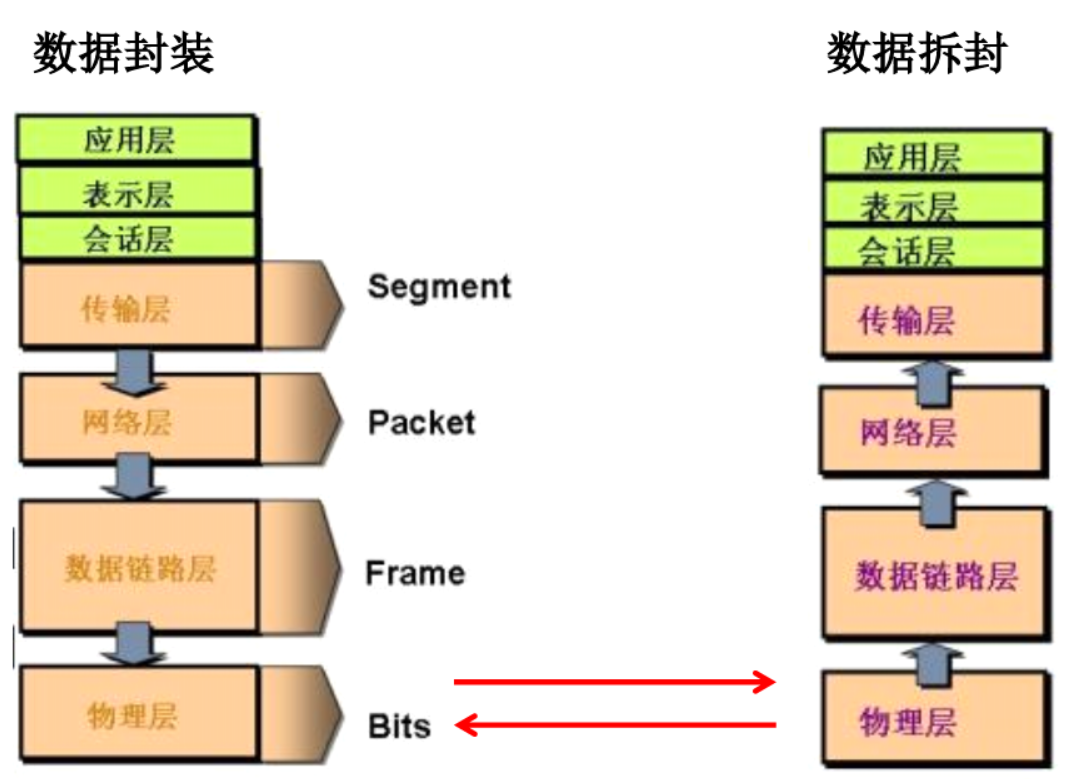 数据封装
应用层
表示层
会话层
传输层
Segment
网络层
Packet
数据链路层
Frame
物理层
Bits
数据拆封
应用层
表示层
会话层
传输层
网络层
数据链路层
物理层